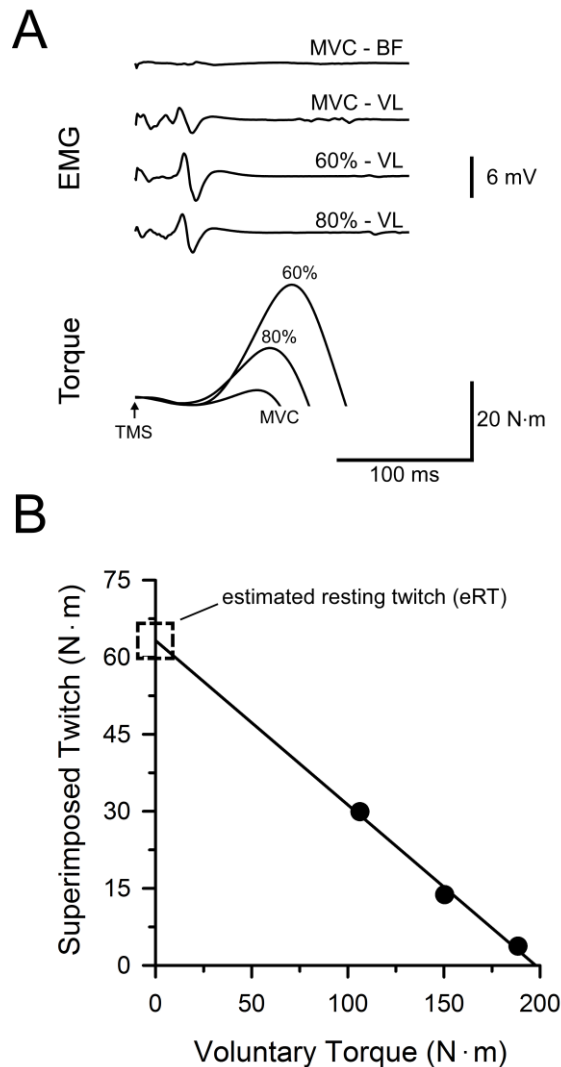 A
EMG
MVC - BF
MVC - VL
60% - VL
80% - VL
6 mV
Torque
60%
80%
MVC
TMS
20 N·m
100 ms
B
Superimposed Twitch (N·m)
75
60
45
30
15
0
estimated resting twitch (eRT)
0 50 100 150 200
Voluntary Torque (N·m)